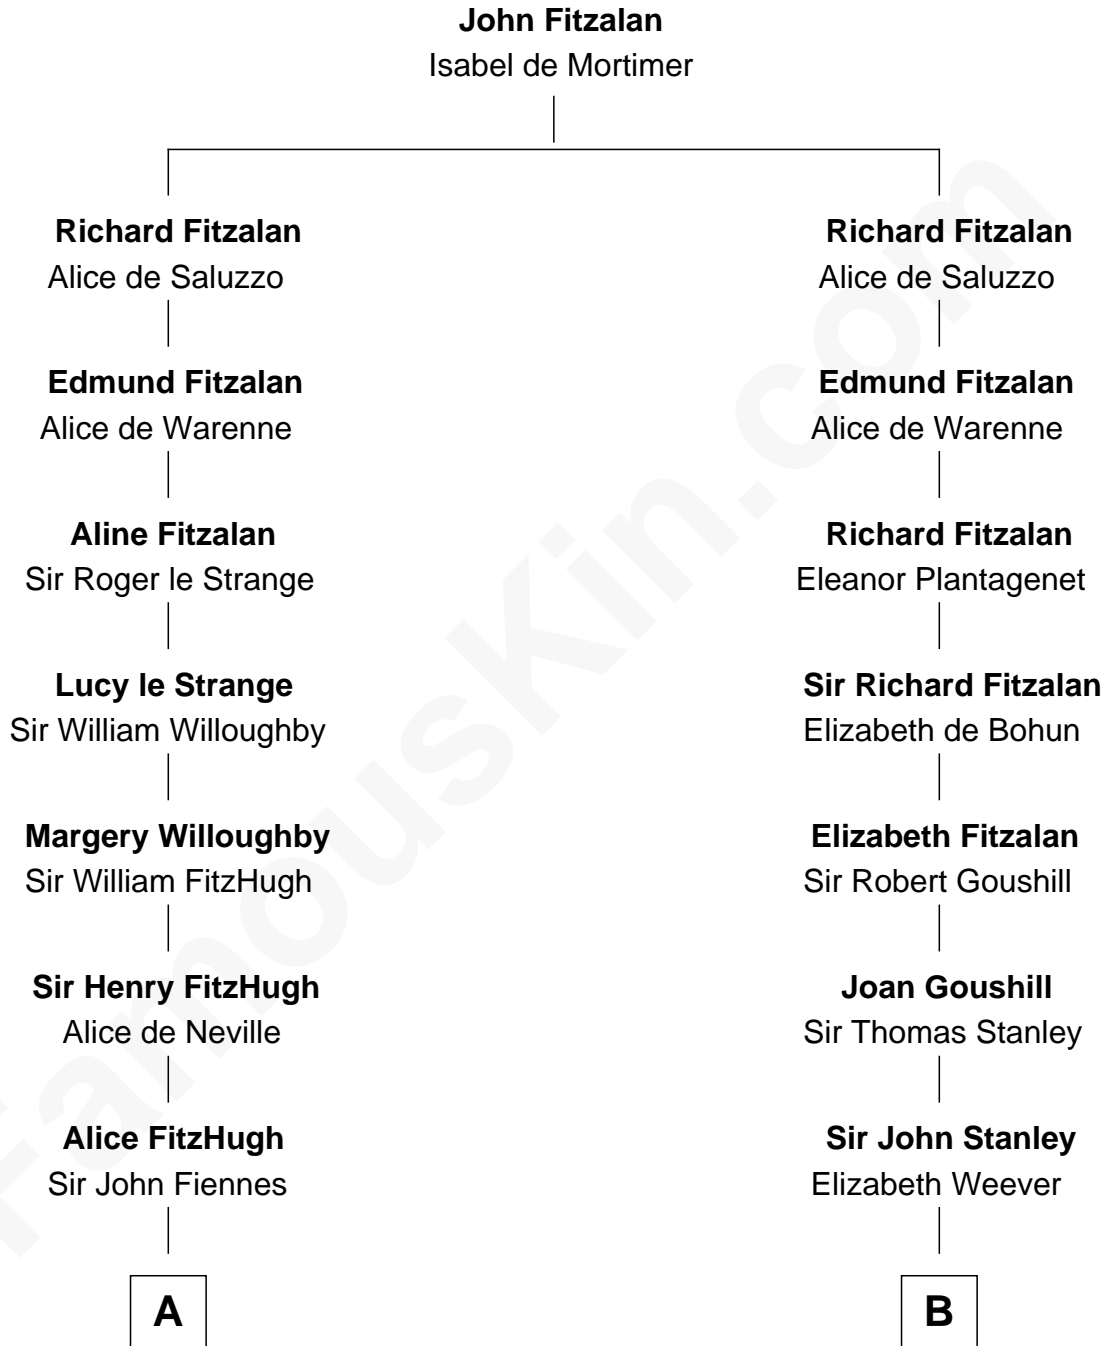 John Fitzalan
Isabel de Mortimer
Richard Fitzalan
Alice de Saluzzo
Richard Fitzalan
Alice de Saluzzo
Edmund Fitzalan
Alice de Warenne
Edmund Fitzalan
Alice de Warenne
Aline Fitzalan
Sir Roger le Strange
Richard Fitzalan
Eleanor Plantagenet
Lucy le Strange
Sir William Willoughby
Sir Richard Fitzalan
Elizabeth de Bohun
Margery Willoughby
Sir William FitzHugh
Elizabeth Fitzalan
Sir Robert Goushill
Sir Henry FitzHugh
Alice de Neville
Joan Goushill
Sir Thomas Stanley
Alice FitzHugh
Sir John Fiennes
Sir John Stanley
Elizabeth Weever
A
B
FamousKin.com